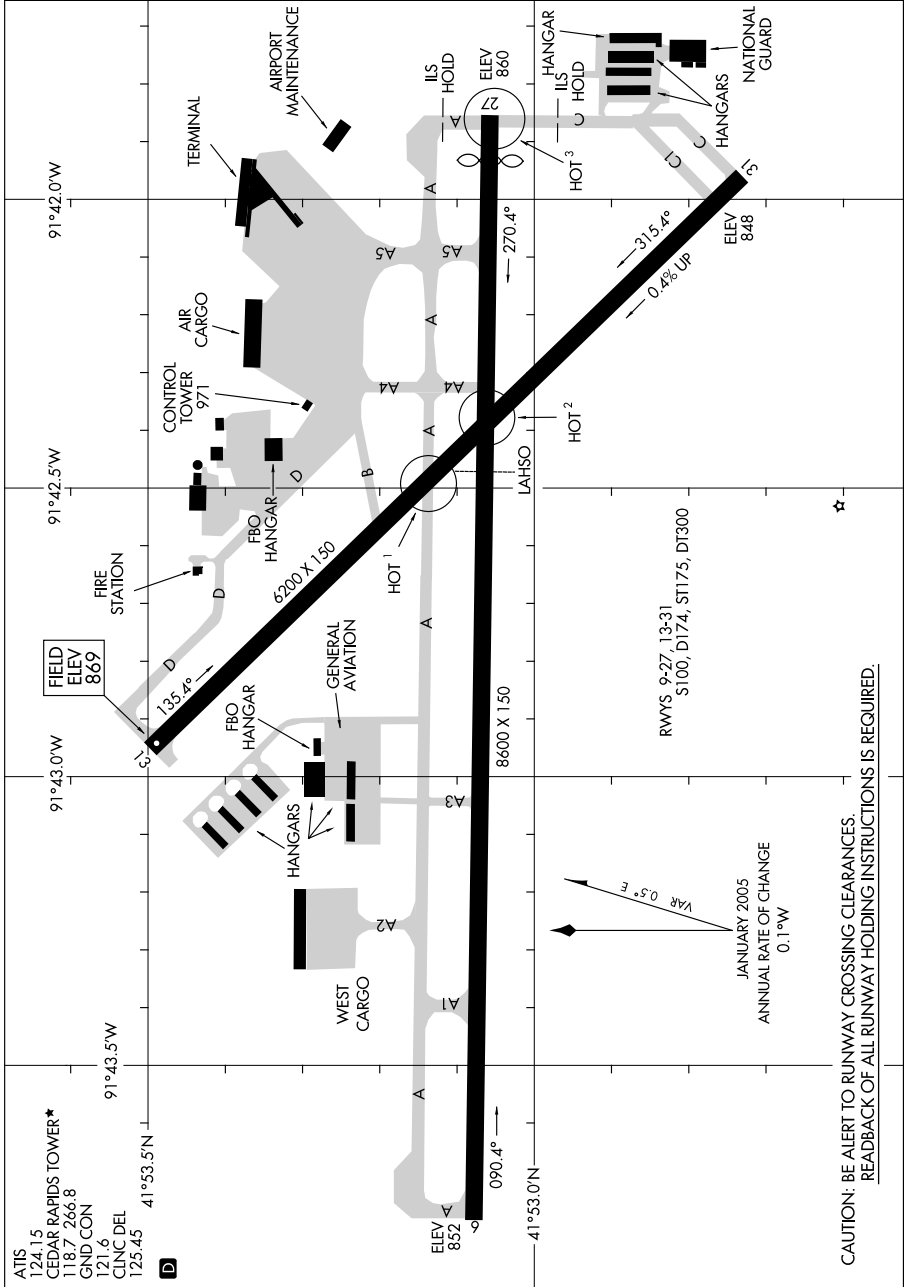 ATIS
124.15
CEDAR RAPIDS TOWER★
118.7 266.8
GND CON
121.6
CLNC DEL
125.45
D
91°43.5'W
91°43.0'W
91°42.5'W
91°42.0'W
41°53.5'N
41°53.0'N
FIELD
ELEV
869
FIRE
STATION
CONTROL
TOWER
971
AIR
CARGO
TERMINAL
AIRPORT
MAINTENANCE
FBO
HANGAR
D
D
D
B
13
135.4°
6200 X 150
FBO
HANGAR
GENERAL
AVIATION
HANGARS
WEST
CARGO
A2
A1
A3
A
A
A
A
A
A
A
A4
A4
A5
A5
HOT 1
HOT 2
HOT 3
LAHSO
ILS
HOLD
ELEV
860
27
270.4°
ILS
HOLD
HANGAR
HANGARS
NATIONAL
GUARD
C
C
C1
31
ELEV
848
315.4°
0.4% UP
ELEV
852
9
090.4°
8600 X 150
RWYS 9-27, 13-31
S100, D174, ST175, DT300
VAR 0.5° E
JANUARY 2005
ANNUAL RATE OF CHANGE
0.1°W
CAUTION: BE ALERT TO RUNWAY CROSSING CLEARANCES.
READBACK OF ALL RUNWAY HOLDING INSTRUCTIONS IS REQUIRED.